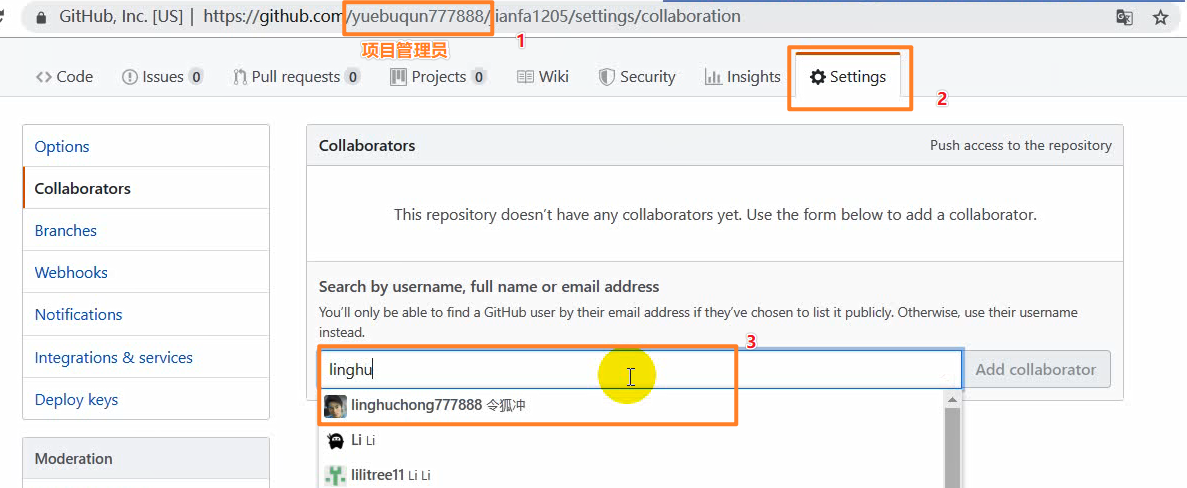 GitHub, Inc. [US] | https://github.com/yuebuqun777888/jianfa1205/settings/collaboration
项目管理员
1
Code
Issues 0
Pull requests 0
Projects 0
Wiki
Security
Insights
Settings
2
Options
Collaborators
Branches
Webhooks
Notifications
Integrations & services
Deploy keys
Moderation
Collaborators
Push access to the repository
This repository doesn't have any collaborators yet. Use the form below to add a collaborator.
Search by username, full name or email address
You'll only be able to find a GitHub user by their email address if they've chosen to list it publicly. Otherwise, use their username
instead.
3
linghu
Add collaborator
linghuchong777888 令狐冲
Li Li
lilitree11 Li Li